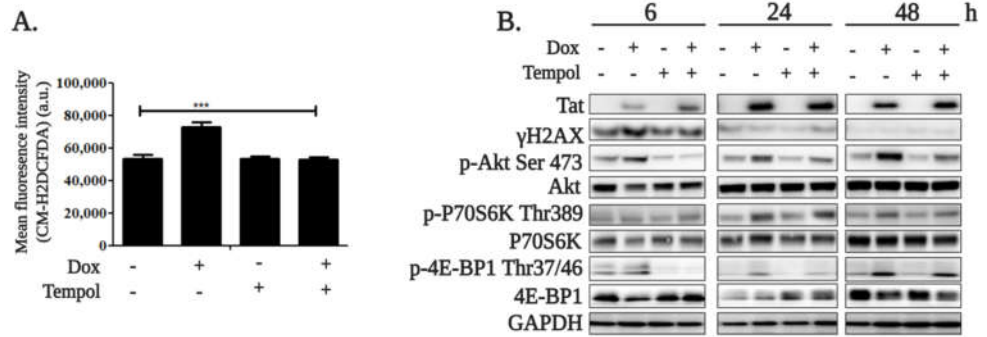 A.
Mean fluoresence intensity
(CM-H2DCFDA) (a.u.)
100,000
80,000
60,000
40,000
20,000
0
***
Dox - + - +
Tempol - - + +
B.
6 24 48 h
Dox - + - + - + - + - + - +
Tempol - - + + - - + + - - + +
Tat
γH2AX
p-Akt Ser 473
Akt
p-P70S6K Thr389
P70S6K
p-4E-BP1 Thr37/46
4E-BP1
GAPDH